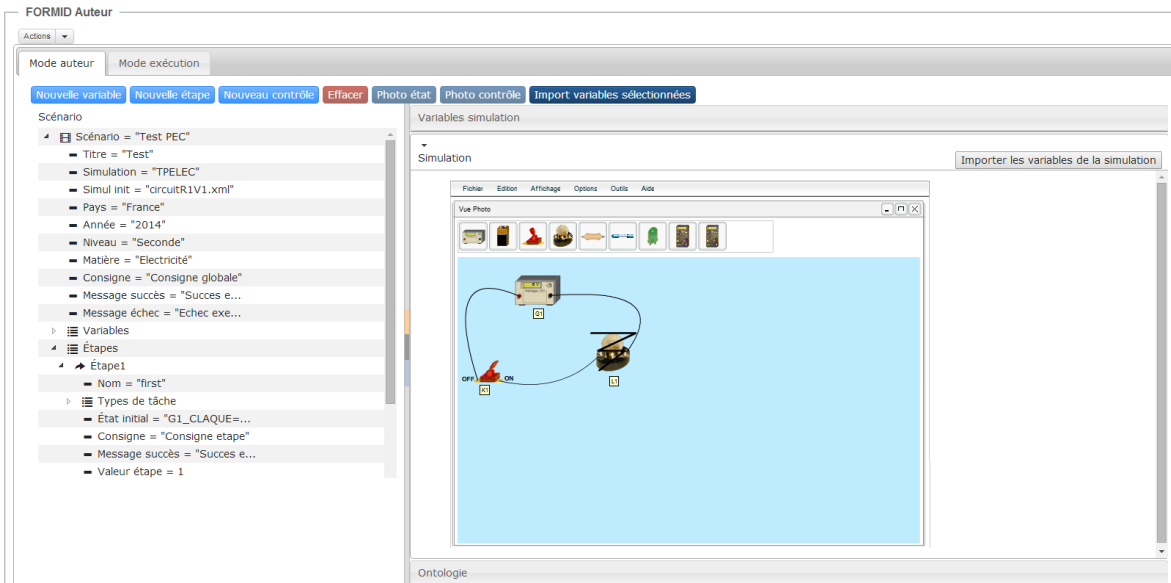 FORMID Auteur
Actions
Mode auteur Mode exécution
Nouvelle variable Nouvelle étape Nouveau contrôle Effacer Photo état Photo contrôle Import variables sélectionnées
Scénario
Scénario = "Test PEC"
Titre = "Test"
Simulation = "TPELEC"
Simul init = "circuitR1V1.xml"
Pays = "France"
Année = "2014"
Niveau = "Seconde"
Matière = "Electricité"
Consigne = "Consigne globale"
Message succès = "Succes e...
Message échec = "Echec exe...
Variables
Étapes
Étape1
Nom = "first"
Types de tâche
État initial = "G1_CLAQUE=...
Consigne = "Consigne etape"
Message succès = "Succes e...
Valeur étape = 1
Variables simulation
Simulation
Importer les variables de la simulation
Fichier Edition Affichage Options Outils Aide
Vue Photo
G1
L1
OFF ON
K1
Ontologie